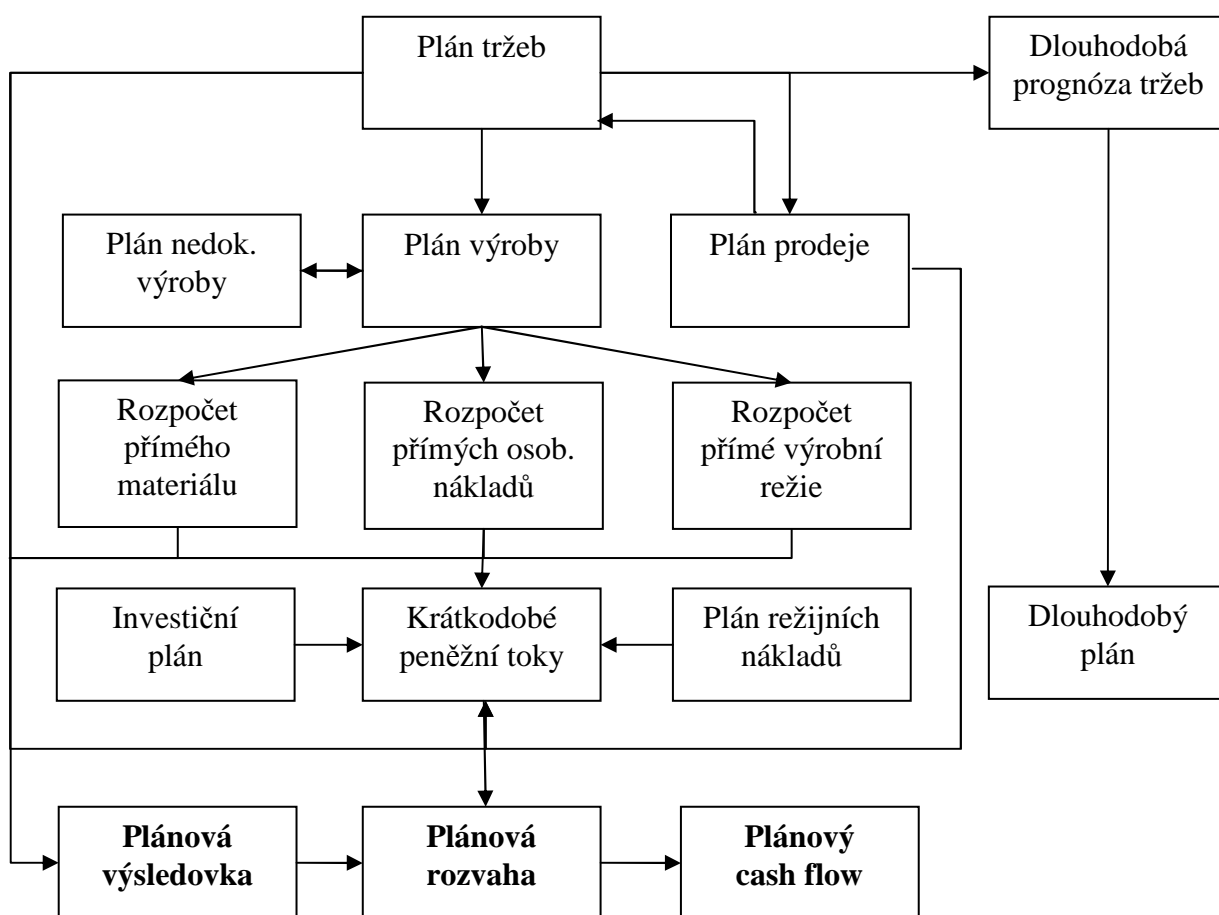 Plán tržeb
Dlouhodobá
prognóza tržeb
Plán nedok.
výroby
Plán výroby
Plán prodeje
Rozpočet
přímého
materiálu
Rozpočet
přímých osob.
nákladů
Rozpočet
přímé výrobní
režie
Investiční
plán
Krátkodobé
peněžní toky
Plán režijních
nákladů
Dlouhodobý
plán
Plánová
výsledovka
Plánová
rozvaha
Plánový
cash flow